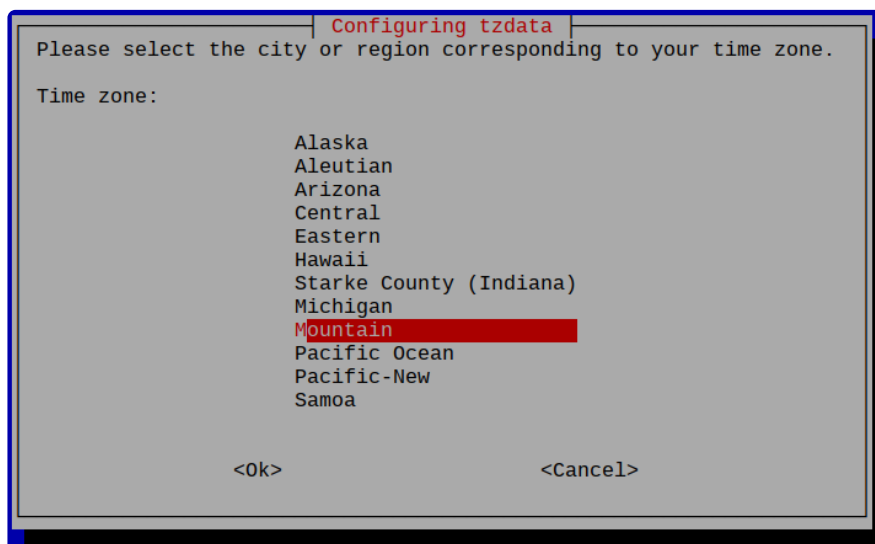 Configuring tzdata
Please select the city or region corresponding to your time zone.
Time zone:
Alaska
Aleutian
Arizona
Central
Eastern
Hawaii
Starke County (Indiana)
Michigan
Mountain
Pacific Ocean
Pacific-New
Samoa
<Ok> <Cancel>